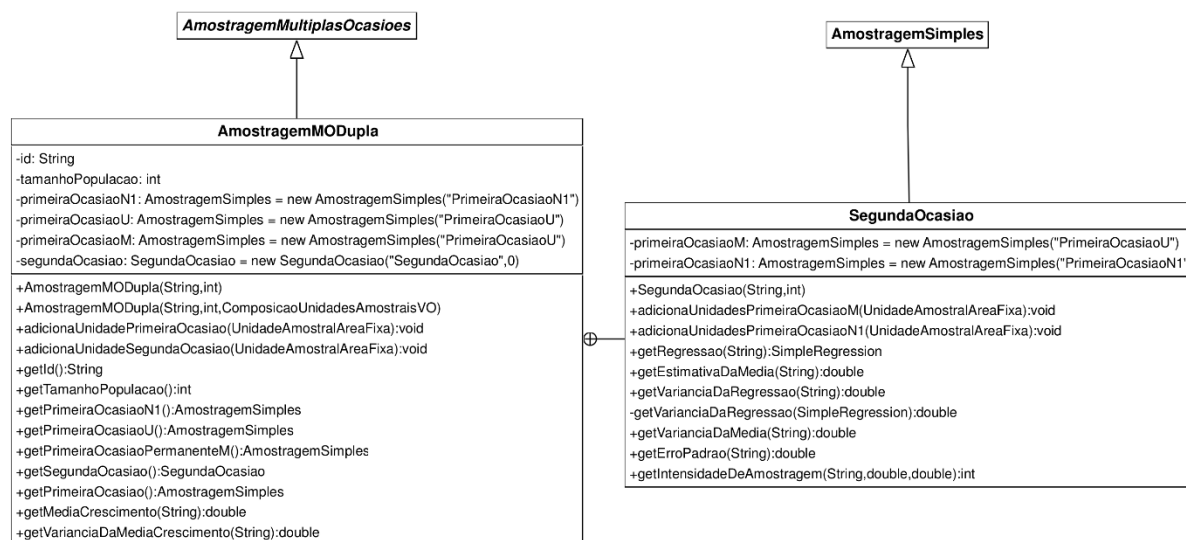 AmostragemMultiplasOcasioes
AmostragemSimples
AmostragemMODupla
-id: String
-tamanhoPopulacao: int
-primeiraOcasiaoN1: AmostragemSimples = new AmostragemSimples("PrimeiraOcasiaoN1")
-primeiraOcasiaoU: AmostragemSimples = new AmostragemSimples("PrimeiraOcasiaoU")
-primeiraOcasiaoM: AmostragemSimples = new AmostragemSimples("PrimeiraOcasiaoU")
-segundaOcasiao: SegundaOcasiao = new SegundaOcasiao("SegundaOcasiao",0)
+AmostragemMODupla(String,int)
+AmostragemMODupla(String,int,ComposicaoUnidadesAmostraisVO)
+adicionaUnidadePrimeiraOcasiao(UnidadeAmostralAreaFixa):void
+adicionaUnidadeSegundaOcasiao(UnidadeAmostralAreaFixa):void
+getId():String
+getTamanhoPopulacao():int
+getPrimeiraOcasiaoN1():AmostragemSimples
+getPrimeiraOcasiaoU():AmostragemSimples
+getPrimeiraOcasiaoPermanenteM():AmostragemSimples
+getSegundaOcasiao():SegundaOcasiao
+getPrimeiraOcasiao():AmostragemSimples
+getMediaCrescimento(String):double
+getVarianciaDaMediaCrescimento(String):double
SegundaOcasiao
-primeiraOcasiaoM: AmostragemSimples = new AmostragemSimples("PrimeiraOcasiaoU")
-primeiraOcasiaoN1: AmostragemSimples = new AmostragemSimples("PrimeiraOcasiaoN1"
+SegundaOcasiao(String,int)
+adicionaUnidadesPrimeiraOcasiaoM(UnidadeAmostralAreaFixa):void
+adicionaUnidadesPrimeiraOcasiaoN1(UnidadeAmostralAreaFixa):void
+getRegressao(String):SimpleRegression
+getEstimativaDaMedia(String):double
+getVarianciaDaRegressao(String):double
-getVarianciaDaRegressao(SimpleRegression):double
+getVarianciaDaMedia(String):double
+getErroPadrao(String):double
+getIntensidadeDeAmostragem(String,double,double):int